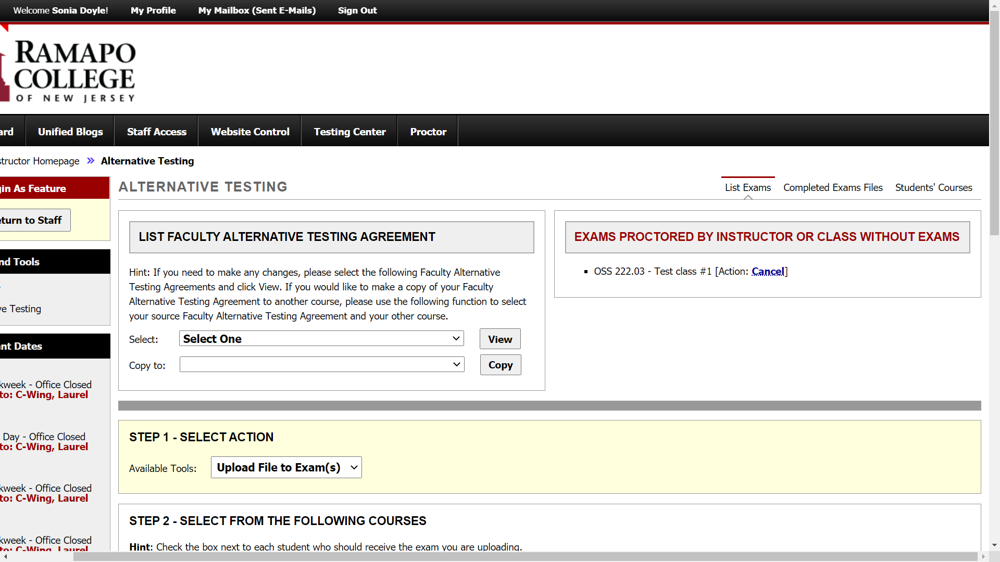 Welcome Sonia Doyle! My Profile My Mailbox (Sent E-Mails) Sign Out
RAMAPO
COLLEGE
OF NEW JERSEY
ard Unified Blogs Staff Access Website Control Testing Center Proctor
structor Homepage » Alternative Testing
gin As Feature
eturn to Staff
nd Tools
ve Testing
nt Dates
kweek - Office Closed
to: C-Wing, Laurel
Day - Office Closed
to: C-Wing, Laurel
kweek - Office Closed
to: C-Wing, Laurel
kweek - Office Closed
to: C-Wing, Laurel
ALTERNATIVE TESTING
List Exams Completed Exams Files Students' Courses
LIST FACULTY ALTERNATIVE TESTING AGREEMENT
Hint: If you need to make any changes, please select the following Faculty Alternative
Testing Agreements and click View. If you would like to make a copy of your Faculty
Alternative Testing Agreement to another course, please use the following function to select
your source Faculty Alternative Testing Agreement and your other course.
Select: Select One View
Copy to: Copy
EXAMS PROCTORED BY INSTRUCTOR OR CLASS WITHOUT EXAMS
OSS 222.03 - Test class #1 [Action: Cancel]
STEP 1 - SELECT ACTION
Available Tools: Upload File to Exam(s)
STEP 2 - SELECT FROM THE FOLLOWING COURSES
Hint: Check the box next to each student who should receive the exam you are uploading.